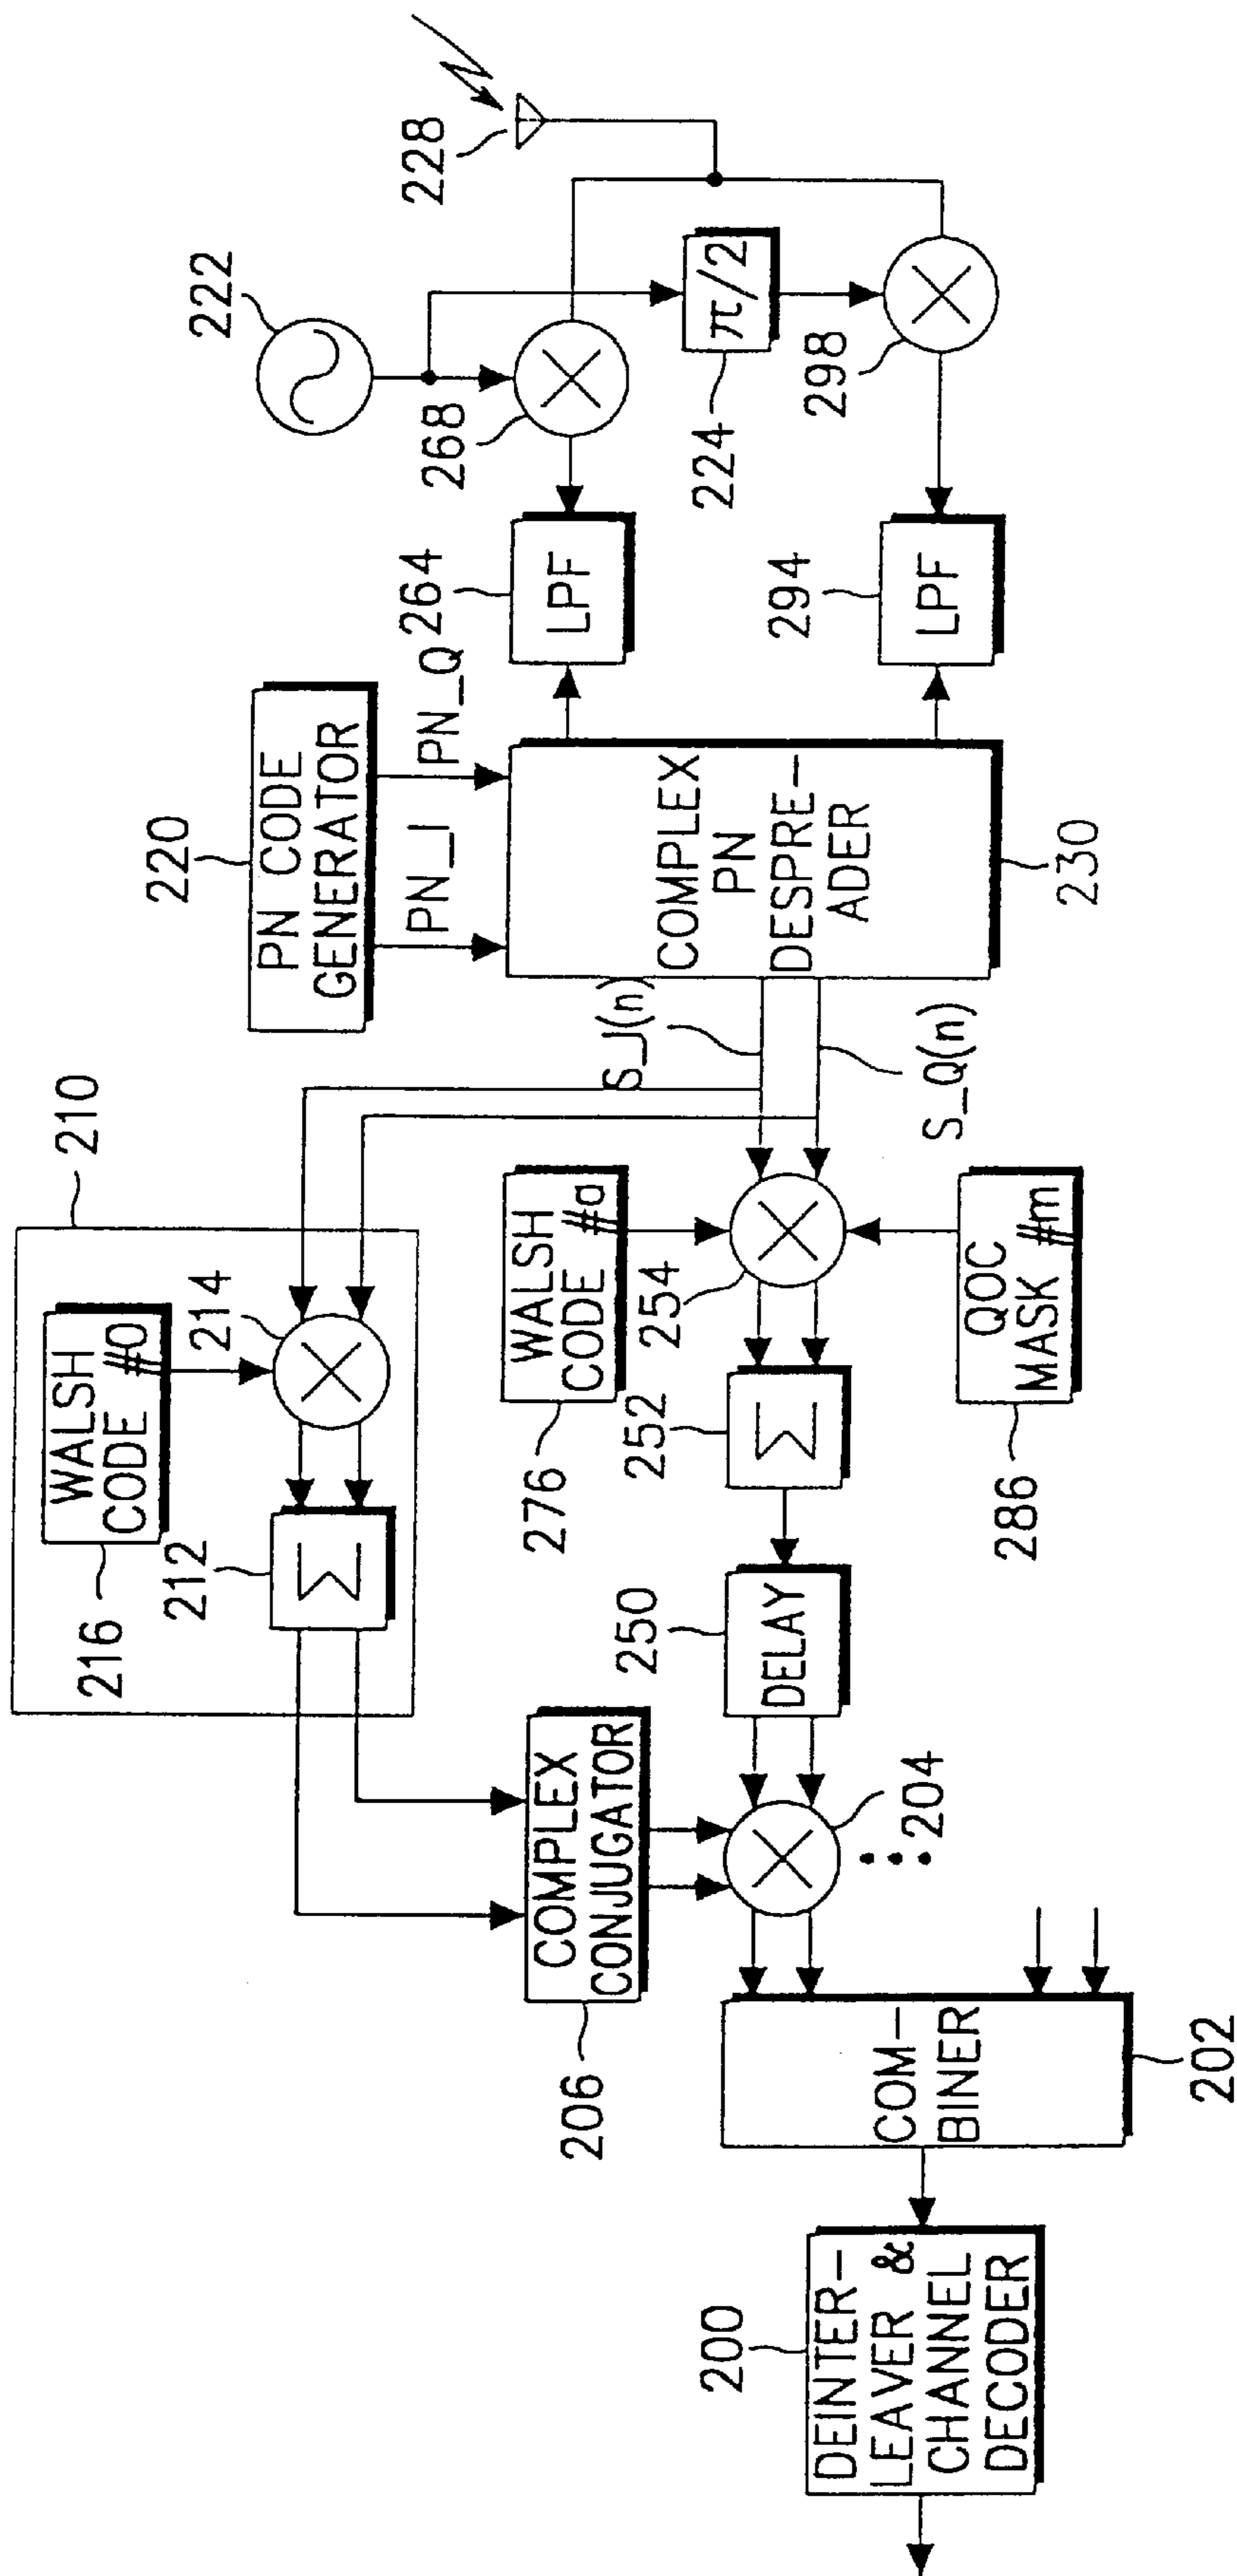 210
WALSH
CODE #0
216
214
212
220
PN CODE
GENERATOR
222
228
PN_I
PN_Q
264
LPF
268
π/2
224
298
294
LPF
COMPLEX
PN
DESPRE-
ADER
230
S_I(n)
S_Q(n)
WALSH
CODE #a
276
254
252
Σ
Σ
QOC
MASK #m
286
250
DELAY
COMPLEX
CONJUGATOR
206
204
COM-
BINER
202
200
DEINTER-
LEAVER &
CHANNEL
DECODER